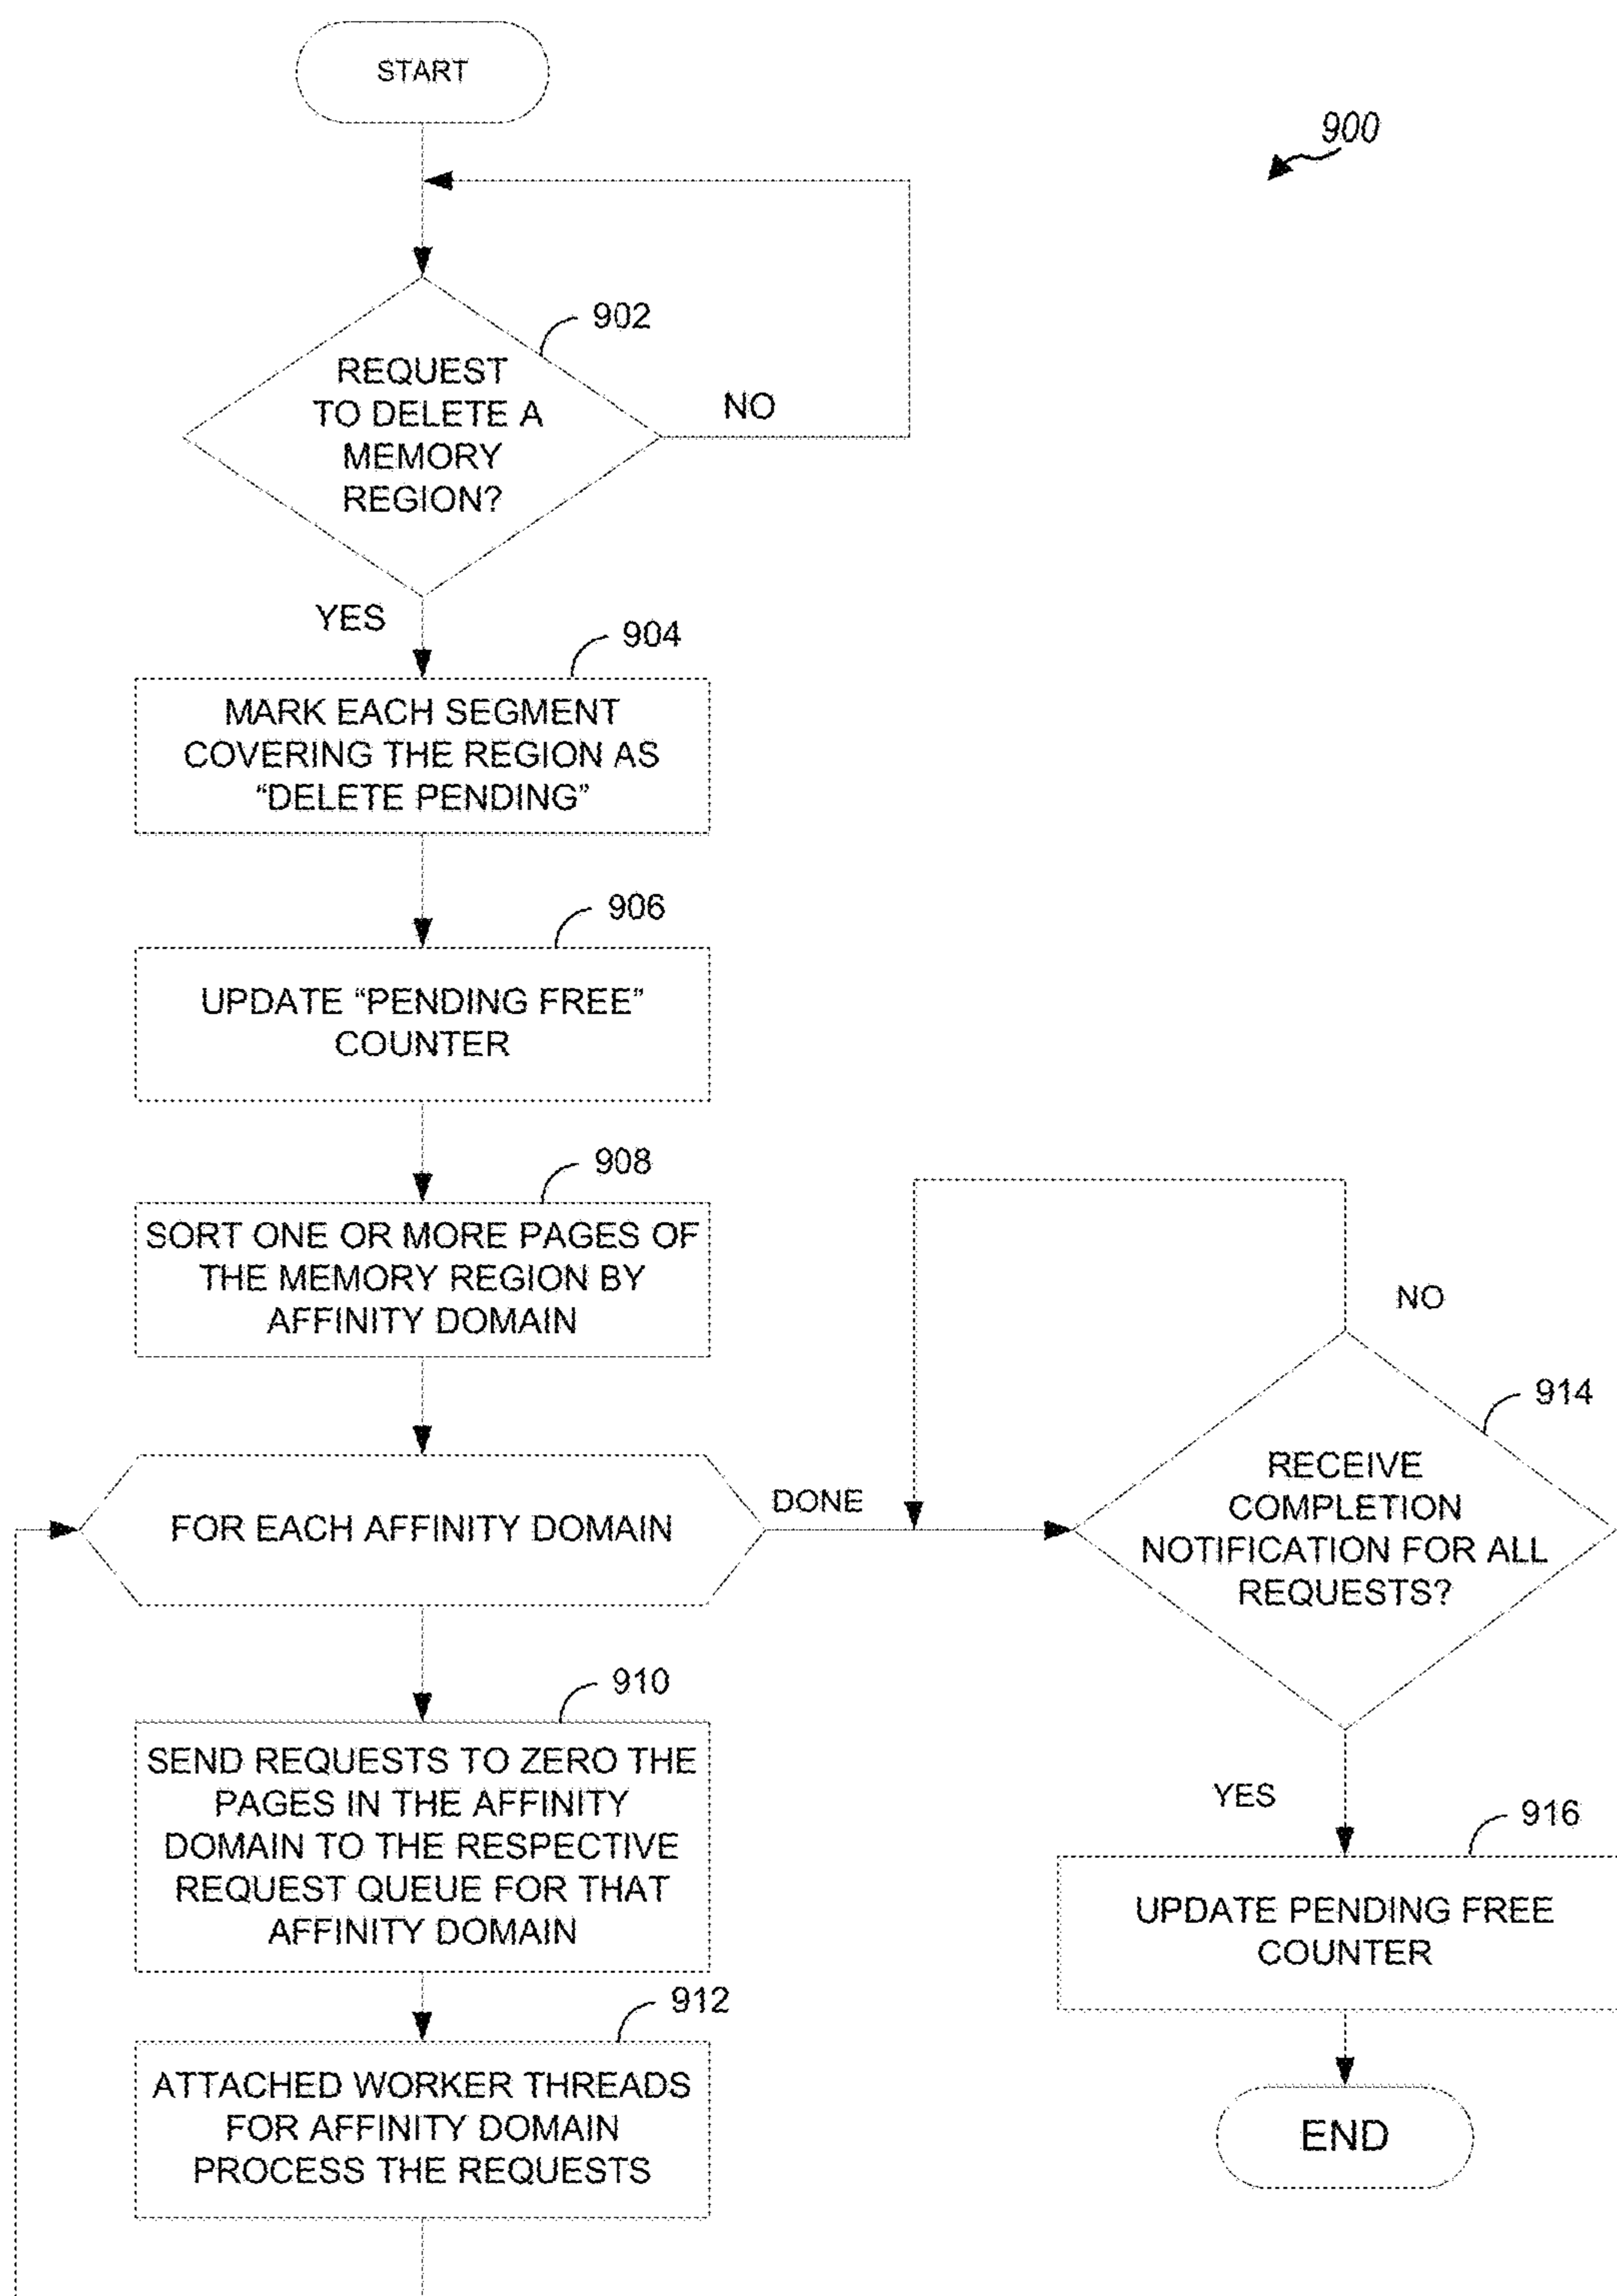 START
900
902
REQUEST
TO DELETE A
MEMORY
REGION?
NO
YES
904
MARK EACH SEGMENT
COVERING THE REGION AS
“DELETE PENDING”
906
UPDATE “PENDING FREE”
COUNTER
908
SORT ONE OR MORE PAGES OF
THE MEMORY REGION BY
AFFINITY DOMAIN
FOR EACH AFFINITY DOMAIN
DONE
910
SEND REQUESTS TO ZERO THE
PAGES IN THE AFFINITY
DOMAIN TO THE RESPECTIVE
REQUEST QUEUE FOR THAT
AFFINITY DOMAIN
912
ATTACHED WORKER THREADS
FOR AFFINITY DOMAIN
PROCESS THE REQUESTS
NO
914
RECEIVE
COMPLETION
NOTIFICATION FOR ALL
REQUESTS?
YES
916
UPDATE PENDING FREE
COUNTER
END